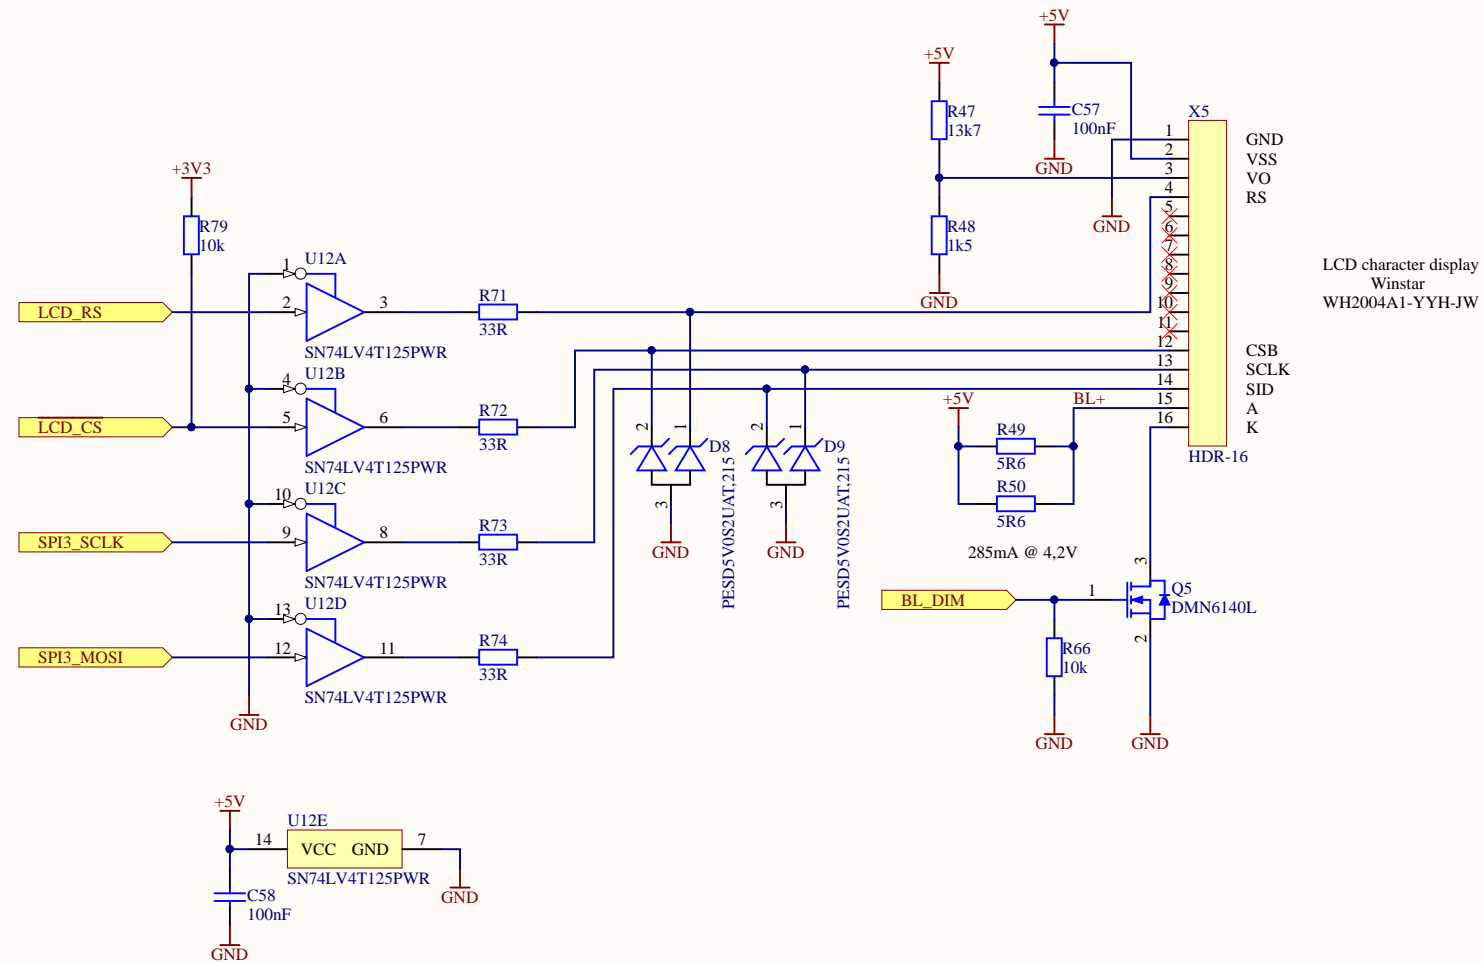 +5V
+5V
R47
13k7
C57
100nF
GND
X5
1
GND
2
VSS
3
VO
4
RS
5
6
7
8
9
10
11
12
CSB
13
SCLK
14
SID
15
A
16
K
HDR-16
LCD character display
Winstar
WH2004A1-YYH-JW
GND
R48
1k5
GND
+3V3
R79
10k
LCD_RS
1
U12A
2
3
SN74LV4T125PWR
R71
33R
LCD_CS
4
U12B
5
6
SN74LV4T125PWR
R72
33R
SPI3_SCLK
10
U12C
9
8
SN74LV4T125PWR
R73
33R
SPI3_MOSI
13
U12D
12
11
SN74LV4T125PWR
R74
33R
GND
2
1
D8
3
GND
PESD5V0S2UAT,215
2
1
D9
3
GND
PESD5V0S2UAT,215
+5V
BL+
R49
5R6
R50
5R6
285mA @ 4,2V
BL_DIM
1
3
Q5
DMN6140L
2
R66
10k
GND
GND
+5V
U12E
14
VCC GND
7
SN74LV4T125PWR
C58
100nF
GND
GND